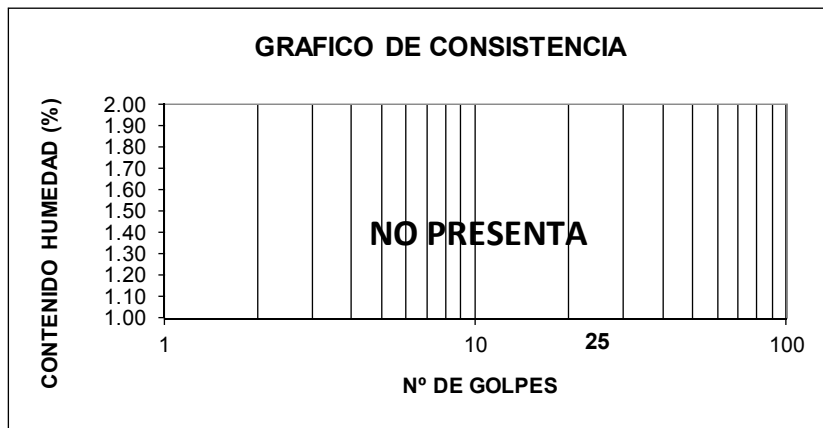 GRAFICO DE CONSISTENCIA
CONTENIDO HUMEDAD (%)
2.00
1.90
1.80
1.70
1.60
1.50
1.40
1.30
1.20
1.10
1.00
NO PRESENTA
1 10 25 100
Nº DE GOLPES